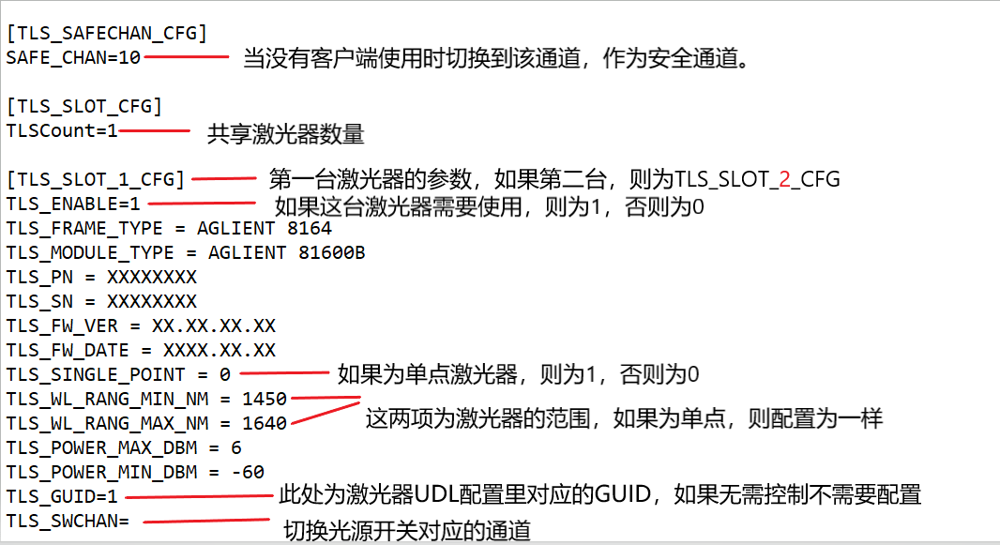 [TLS_SAFECHAN_CFG]
SAFE_CHAN=10 当没有客户端使用时切换到该通道，作为安全通道。
[TLS_SLOT_CFG]
TLSCount=1 共享激光器数量
[TLS_SLOT_1_CFG] 第一台激光器的参数，如果第二台，则为TLS_SLOT_2_CFG
TLS_ENABLE=1 如果这台激光器需要使用，则为1，否则为0
TLS_FRAME_TYPE = AGLIENT 8164
TLS_MODULE_TYPE = AGLIENT 81600B
TLS_PN = XXXXXXXX
TLS_SN = XXXXXXXX
TLS_FW_VER = XX.XX.XX.XX
TLS_FW_DATE = XXXX.XX.XX
TLS_SINGLE_POINT = 0 如果为单点激光器，则为1，否则为0
TLS_WL_RANG_MIN_NM = 1450
这两项为激光器的范围，如果为单点，则配置为一样
TLS_WL_RANG_MAX_NM = 1640
TLS_POWER_MAX_DBM = 6
TLS_POWER_MIN_DBM = -60
TLS_GUID=1 此处为激光器UDL配置里对应的GUID，如果无需控制不需要配置
TLS_SWCHAN= 切换光源开关对应的通道